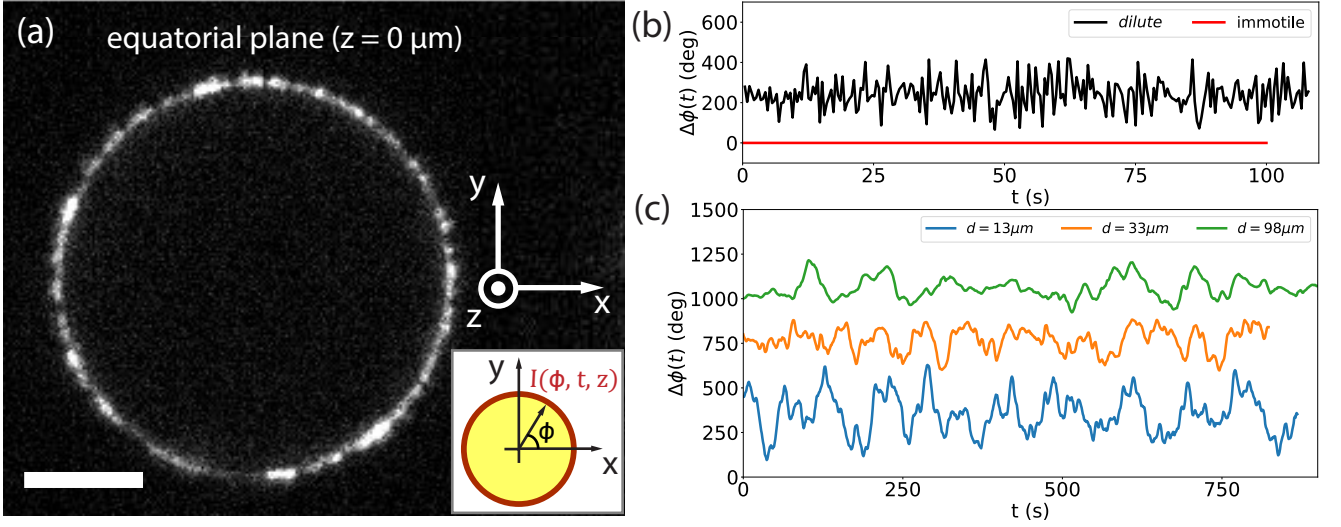 (a)
equatorial plane (z = 0 μm)
y
x
z
y
I(ϕ, t, z)
ϕ
x
(b)
600
400
200
0
Δϕ(t) (deg)
dilute
immotile
0
25
50
75
100
t (s)
(c)
1500
1250
1000
750
500
250
0
Δϕ(t) (deg)
d = 13μm
d = 33μm
d = 98μm
0
250
500
750
t (s)